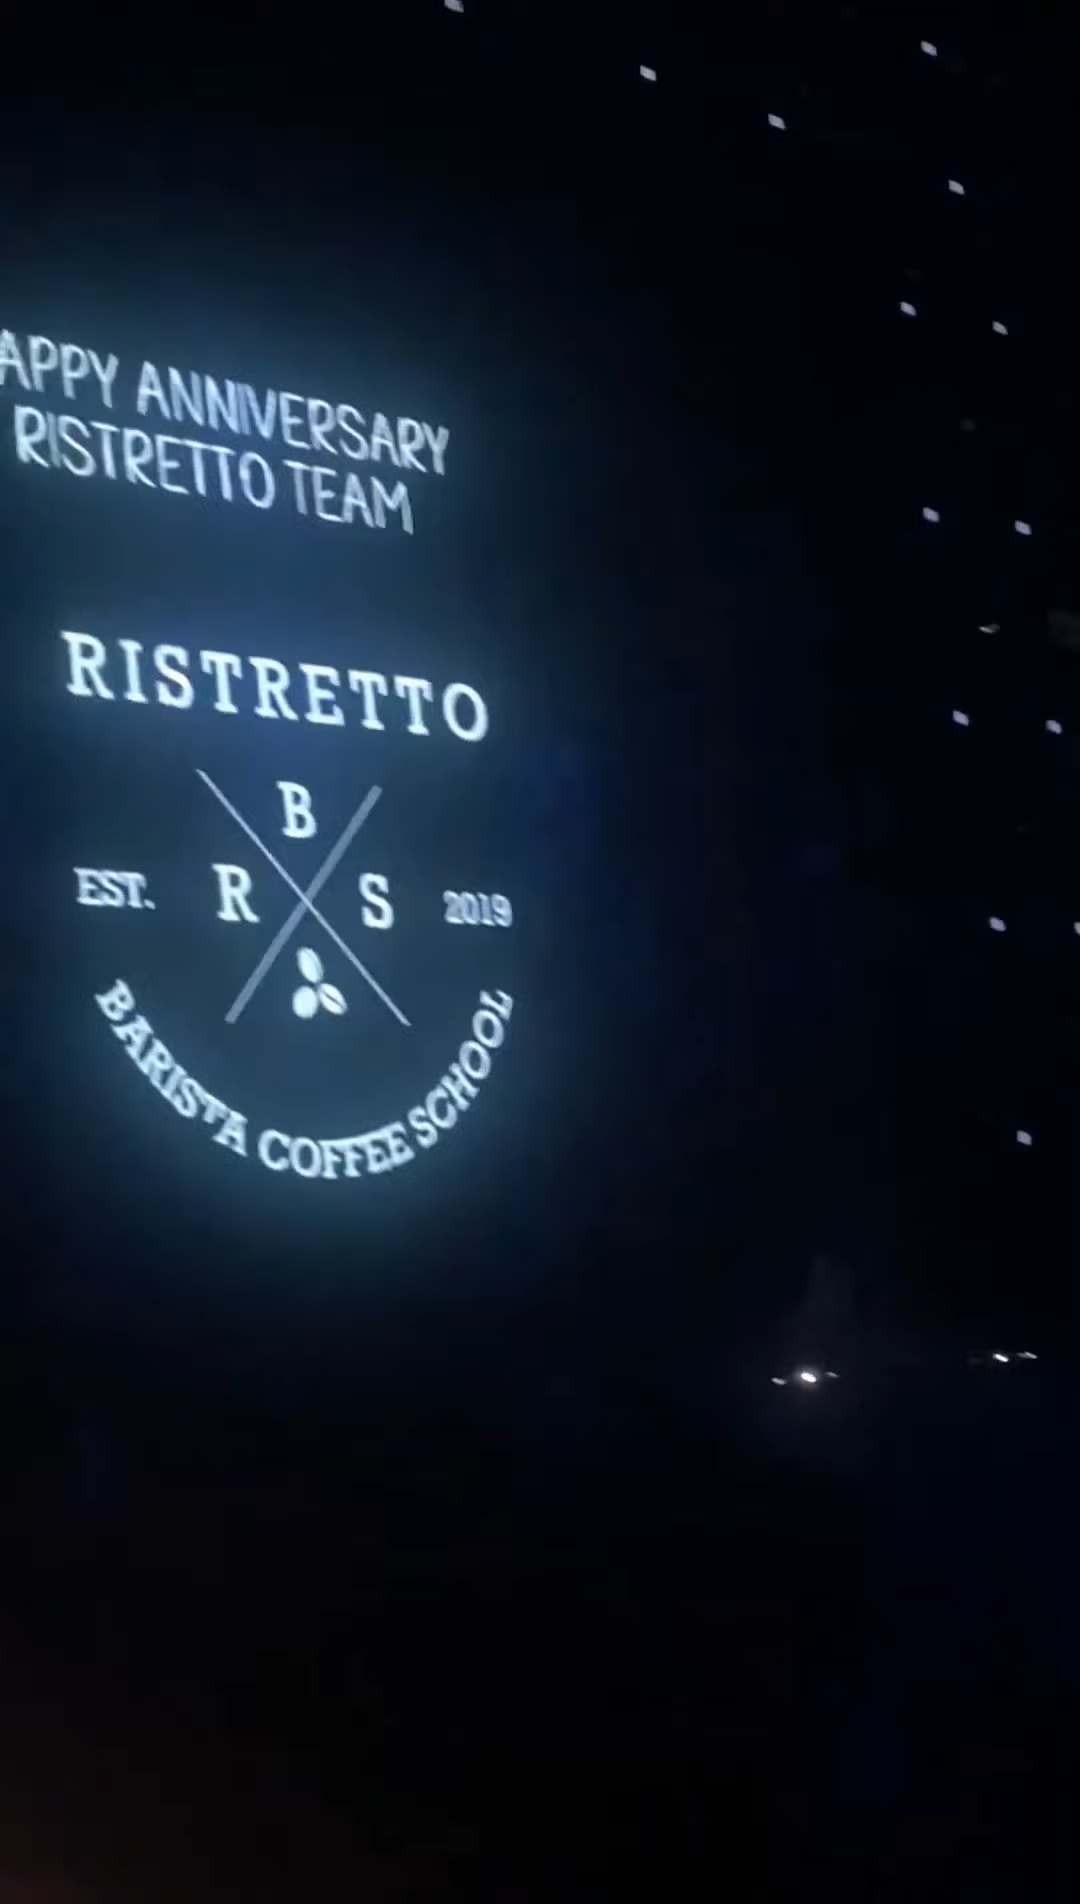 APPY ANNIVERSARY
RISTRETTO TEAM
RISTRETTO
B
EST. R S 2019
BARISTA COFFEE SCHOOL